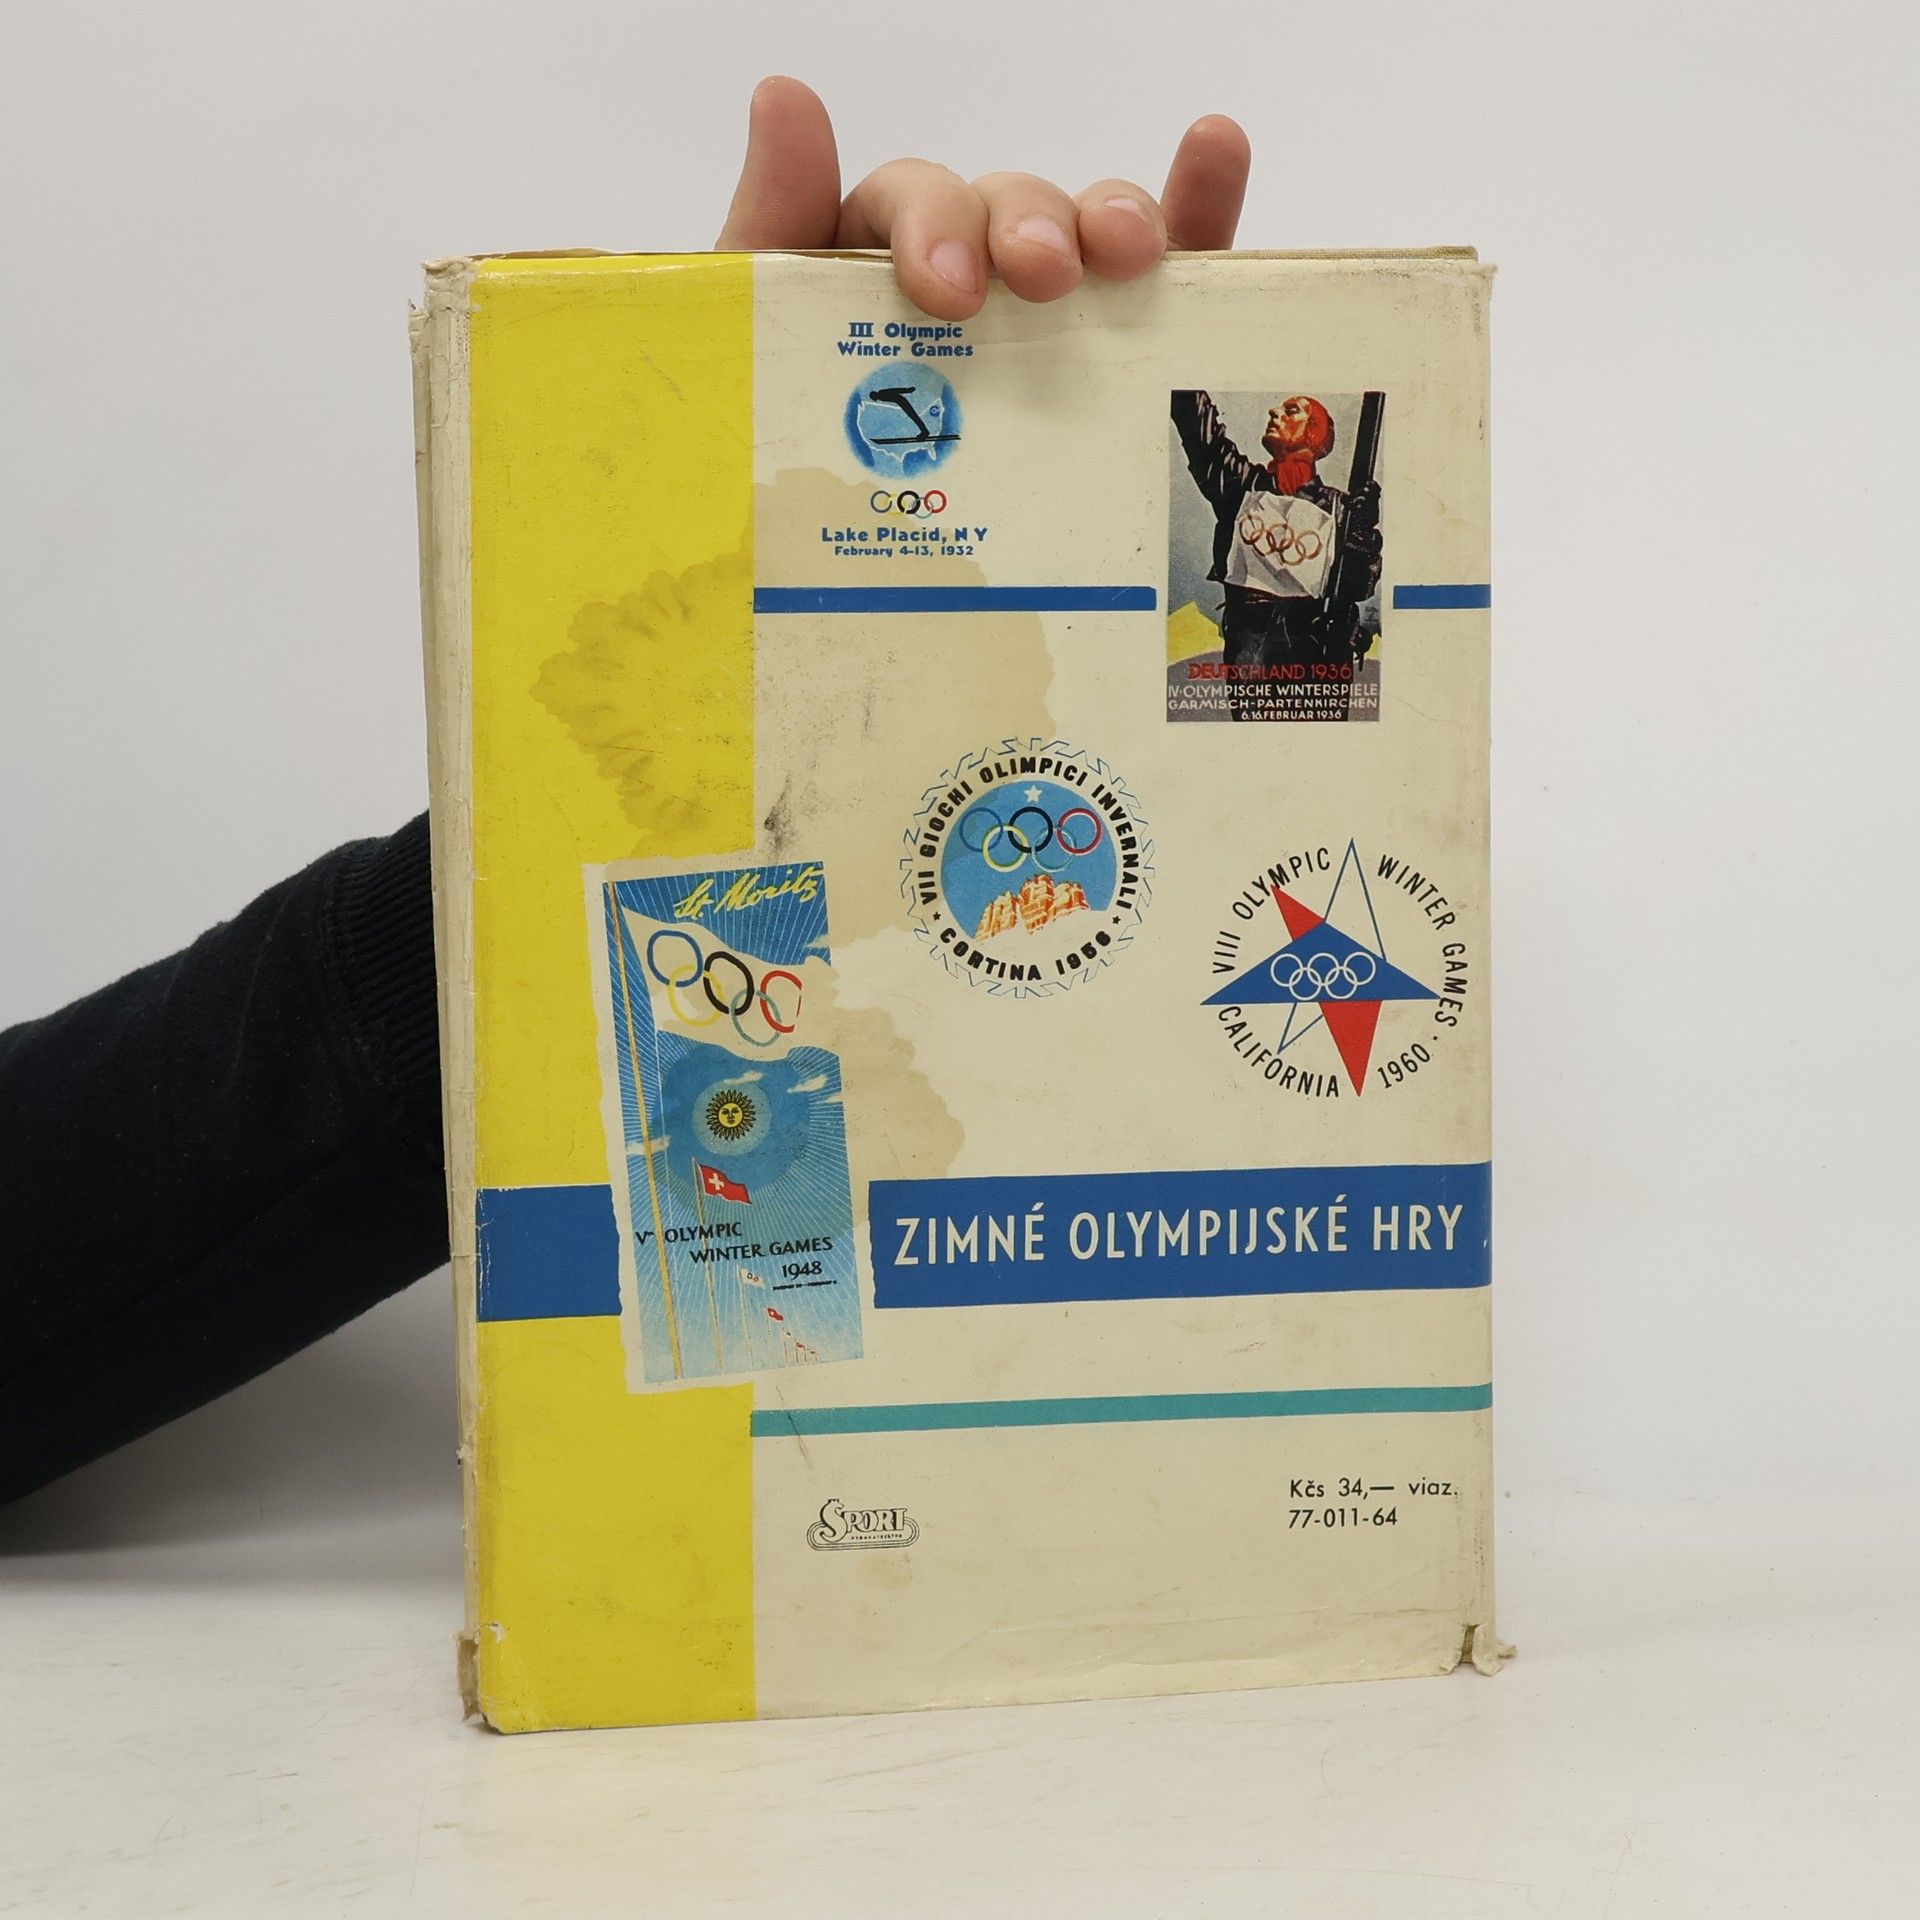 III Olympic
Winter Games
Lake Placid, N Y
February 4-13, 1932
DEUTSCHLAND 1936
IV·OLYMPISCHE WINTERSPIELE
GARMISCH-PARTENKIRCHEN
6.16.FEBRUAR 1936
VII GIOCHI OLIMPICI INVERNALI
CORTINA 1956
VIII OLYMPIC WINTER GAMES ·
CALIFORNIA 1960
St. Moritz
OLYMPIC
WINTER GAMES
1948
ZIMNÉ OLYMPIJSKÉ HRY
Kčs 34,— viaz.
77-011-64
ŠPORT